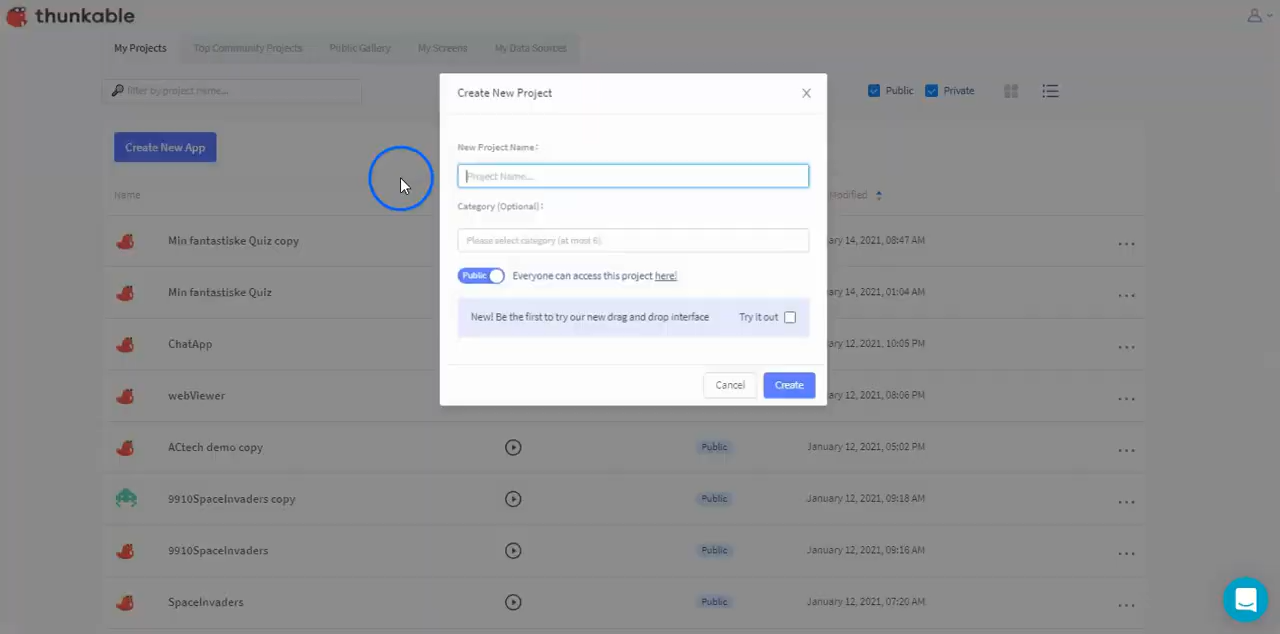 thunkable
My Projects Top Community Projects Public Gallery My Screens My Data Sources
filter by project name... Public Private
Create New Project
Create New App
New Project Name:
Project Name...
Name Modified
Category (Optional):
Min fantastiske Quiz copy Please select category (at most 6) ary 14, 2021, 08:47 AM
Public Everyone can access this project here!
Min fantastiske Quiz ary 14, 2021, 01:04 AM
New! Be the first to try our new drag and drop interface Try it out
ChatApp ary 12, 2021, 10:05 PM
Cancel Create
webViewer ary 12, 2021, 08:06 PM
ACtech demo copy Public January 12, 2021, 05:02 PM
9910SpaceInvaders copy Public January 12, 2021, 09:18 AM
9910SpaceInvaders Public January 12, 2021, 09:16 AM
SpaceInvaders Public January 12, 2021, 07:20 AM